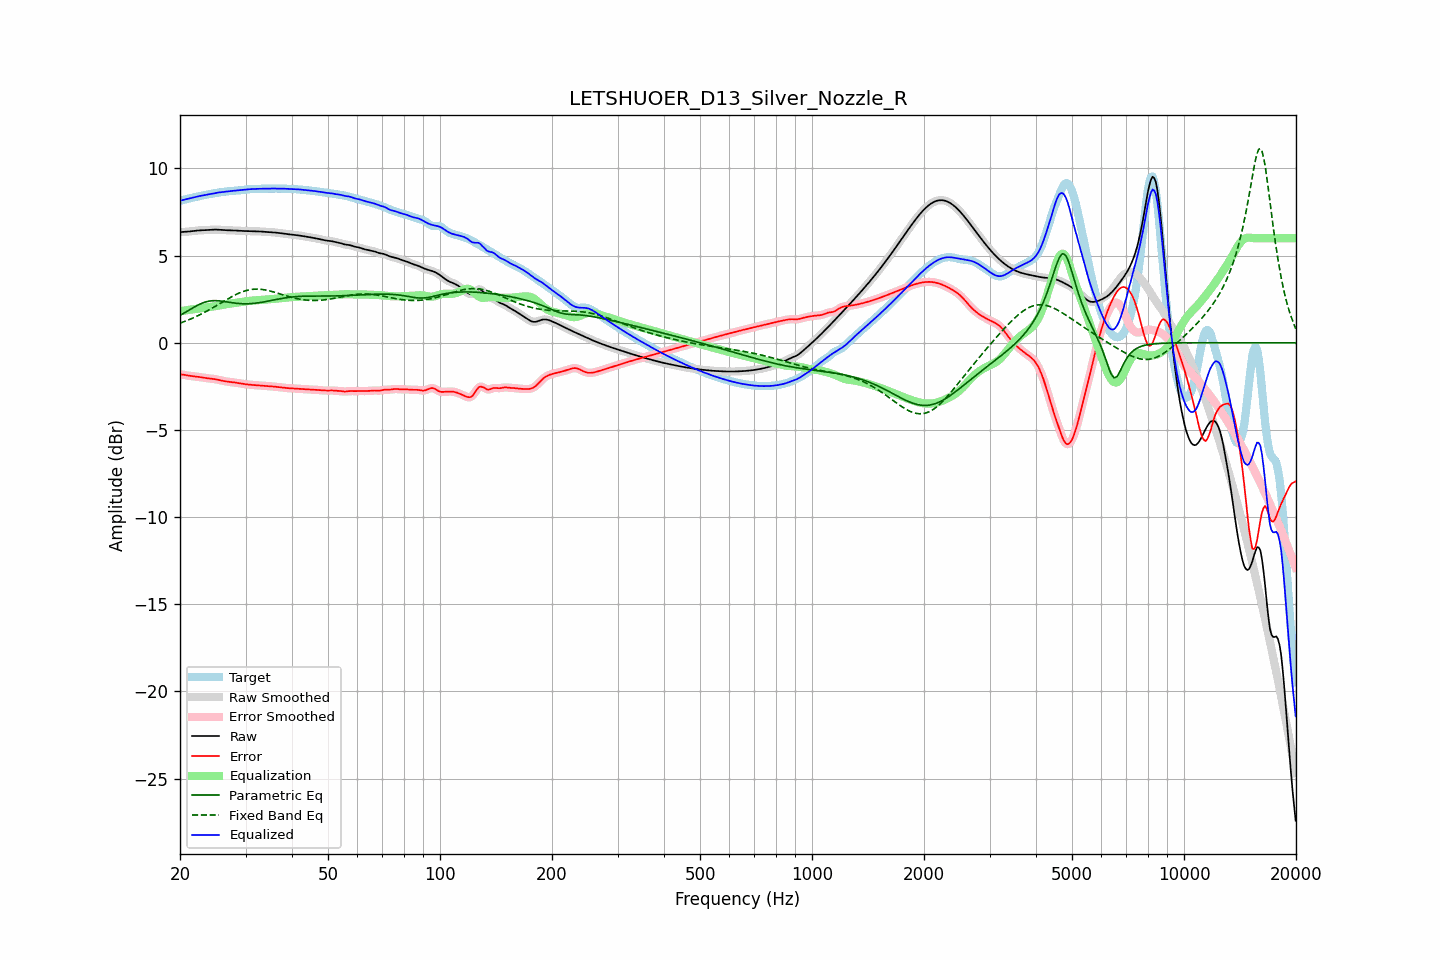 LETSHUOER_D13_Silver_Nozzle_R
Amplitude (dBr)
10
5
0
−5
−10
−15
−20
−25
Target
Raw Smoothed
Error Smoothed
Raw
Error
Equalization
Parametric Eq
Fixed Band Eq
Equalized
20 50 100 200 500 1000 2000 5000 10000 20000
Frequency (Hz)